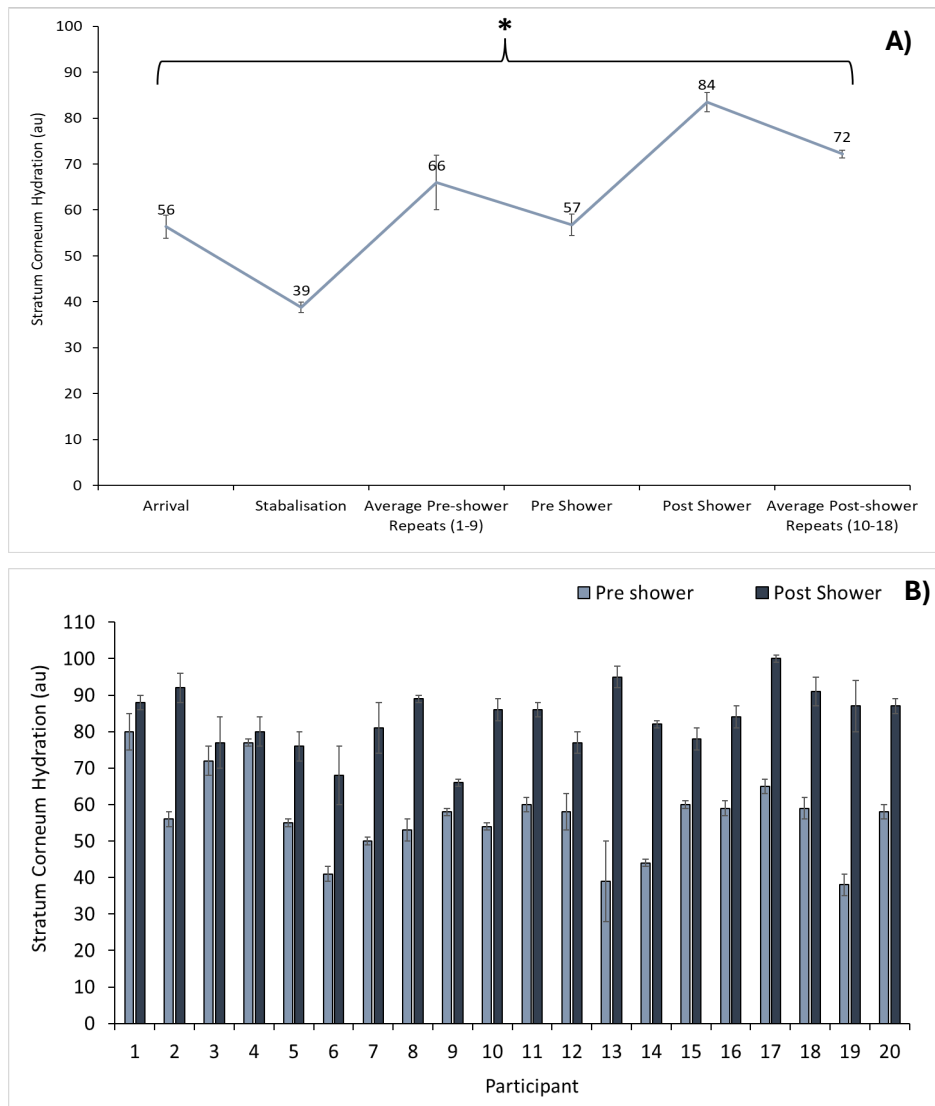 A)
*
100
90
80
70
60
50
40
30
20
10
0
Stratum Corneum Hydration (au)
56
39
66
57
84
72
Arrival
Stabalisation
Average Pre-shower
Repeats (1-9)
Pre Shower
Post Shower
Average Post-shower
Repeats (10-18)
B)
Pre shower
Post Shower
110
100
90
80
70
60
50
40
30
20
10
0
Stratum Corneum Hydration (au)
1 2 3 4 5 6 7 8 9 10 11 12 13 14 15 16 17 18 19 20
Participant